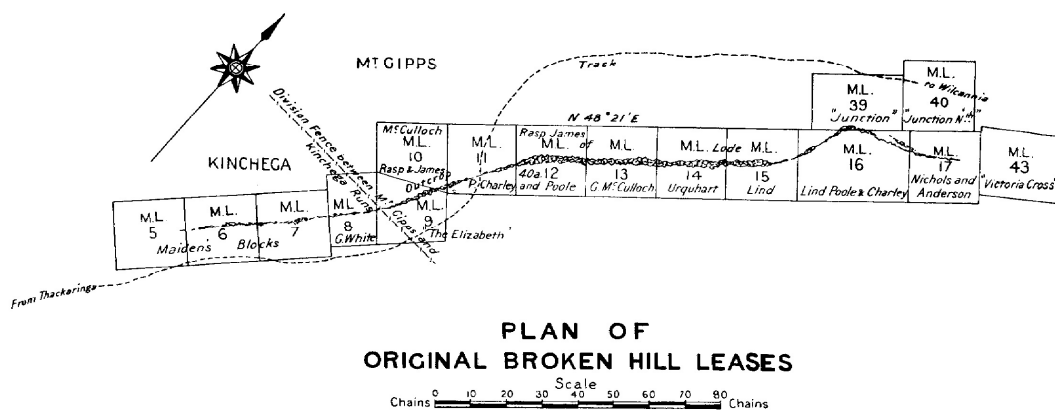 MT GIPPS
Track
to Wilcannia
M.L.
39
"Junction"
M.L.
40
"Junction Nth"
N 48°21'E
Division Fence between
Kinchega Runs
Mt Gipps and
KINCHEGA
McCulloch
M.L.
10
Rasp & James
Outcrop
of
Lode
M.L.
11
P. Charley
Rasp James
M.L.
40a. 12
and Poole
M.L.
13
G. McCulloch
M.L.
14
Urquhart
M.L.
15
Lind
M.L.
16
Lind Poole & Charley
M.L.
17
Nichols and
Anderson
M.L.
43
"Victoria Cross"
M.L
5
M.L.
6
M.L.
7
Maiden's Blocks
M.L
8
G. White
M.L.
9
"The Elizabeth"
From Thackaringa
PLAN OF
ORIGINAL BROKEN HILL LEASES
Scale
Chains 0 10 20 30 40 50 60 70 80 Chains